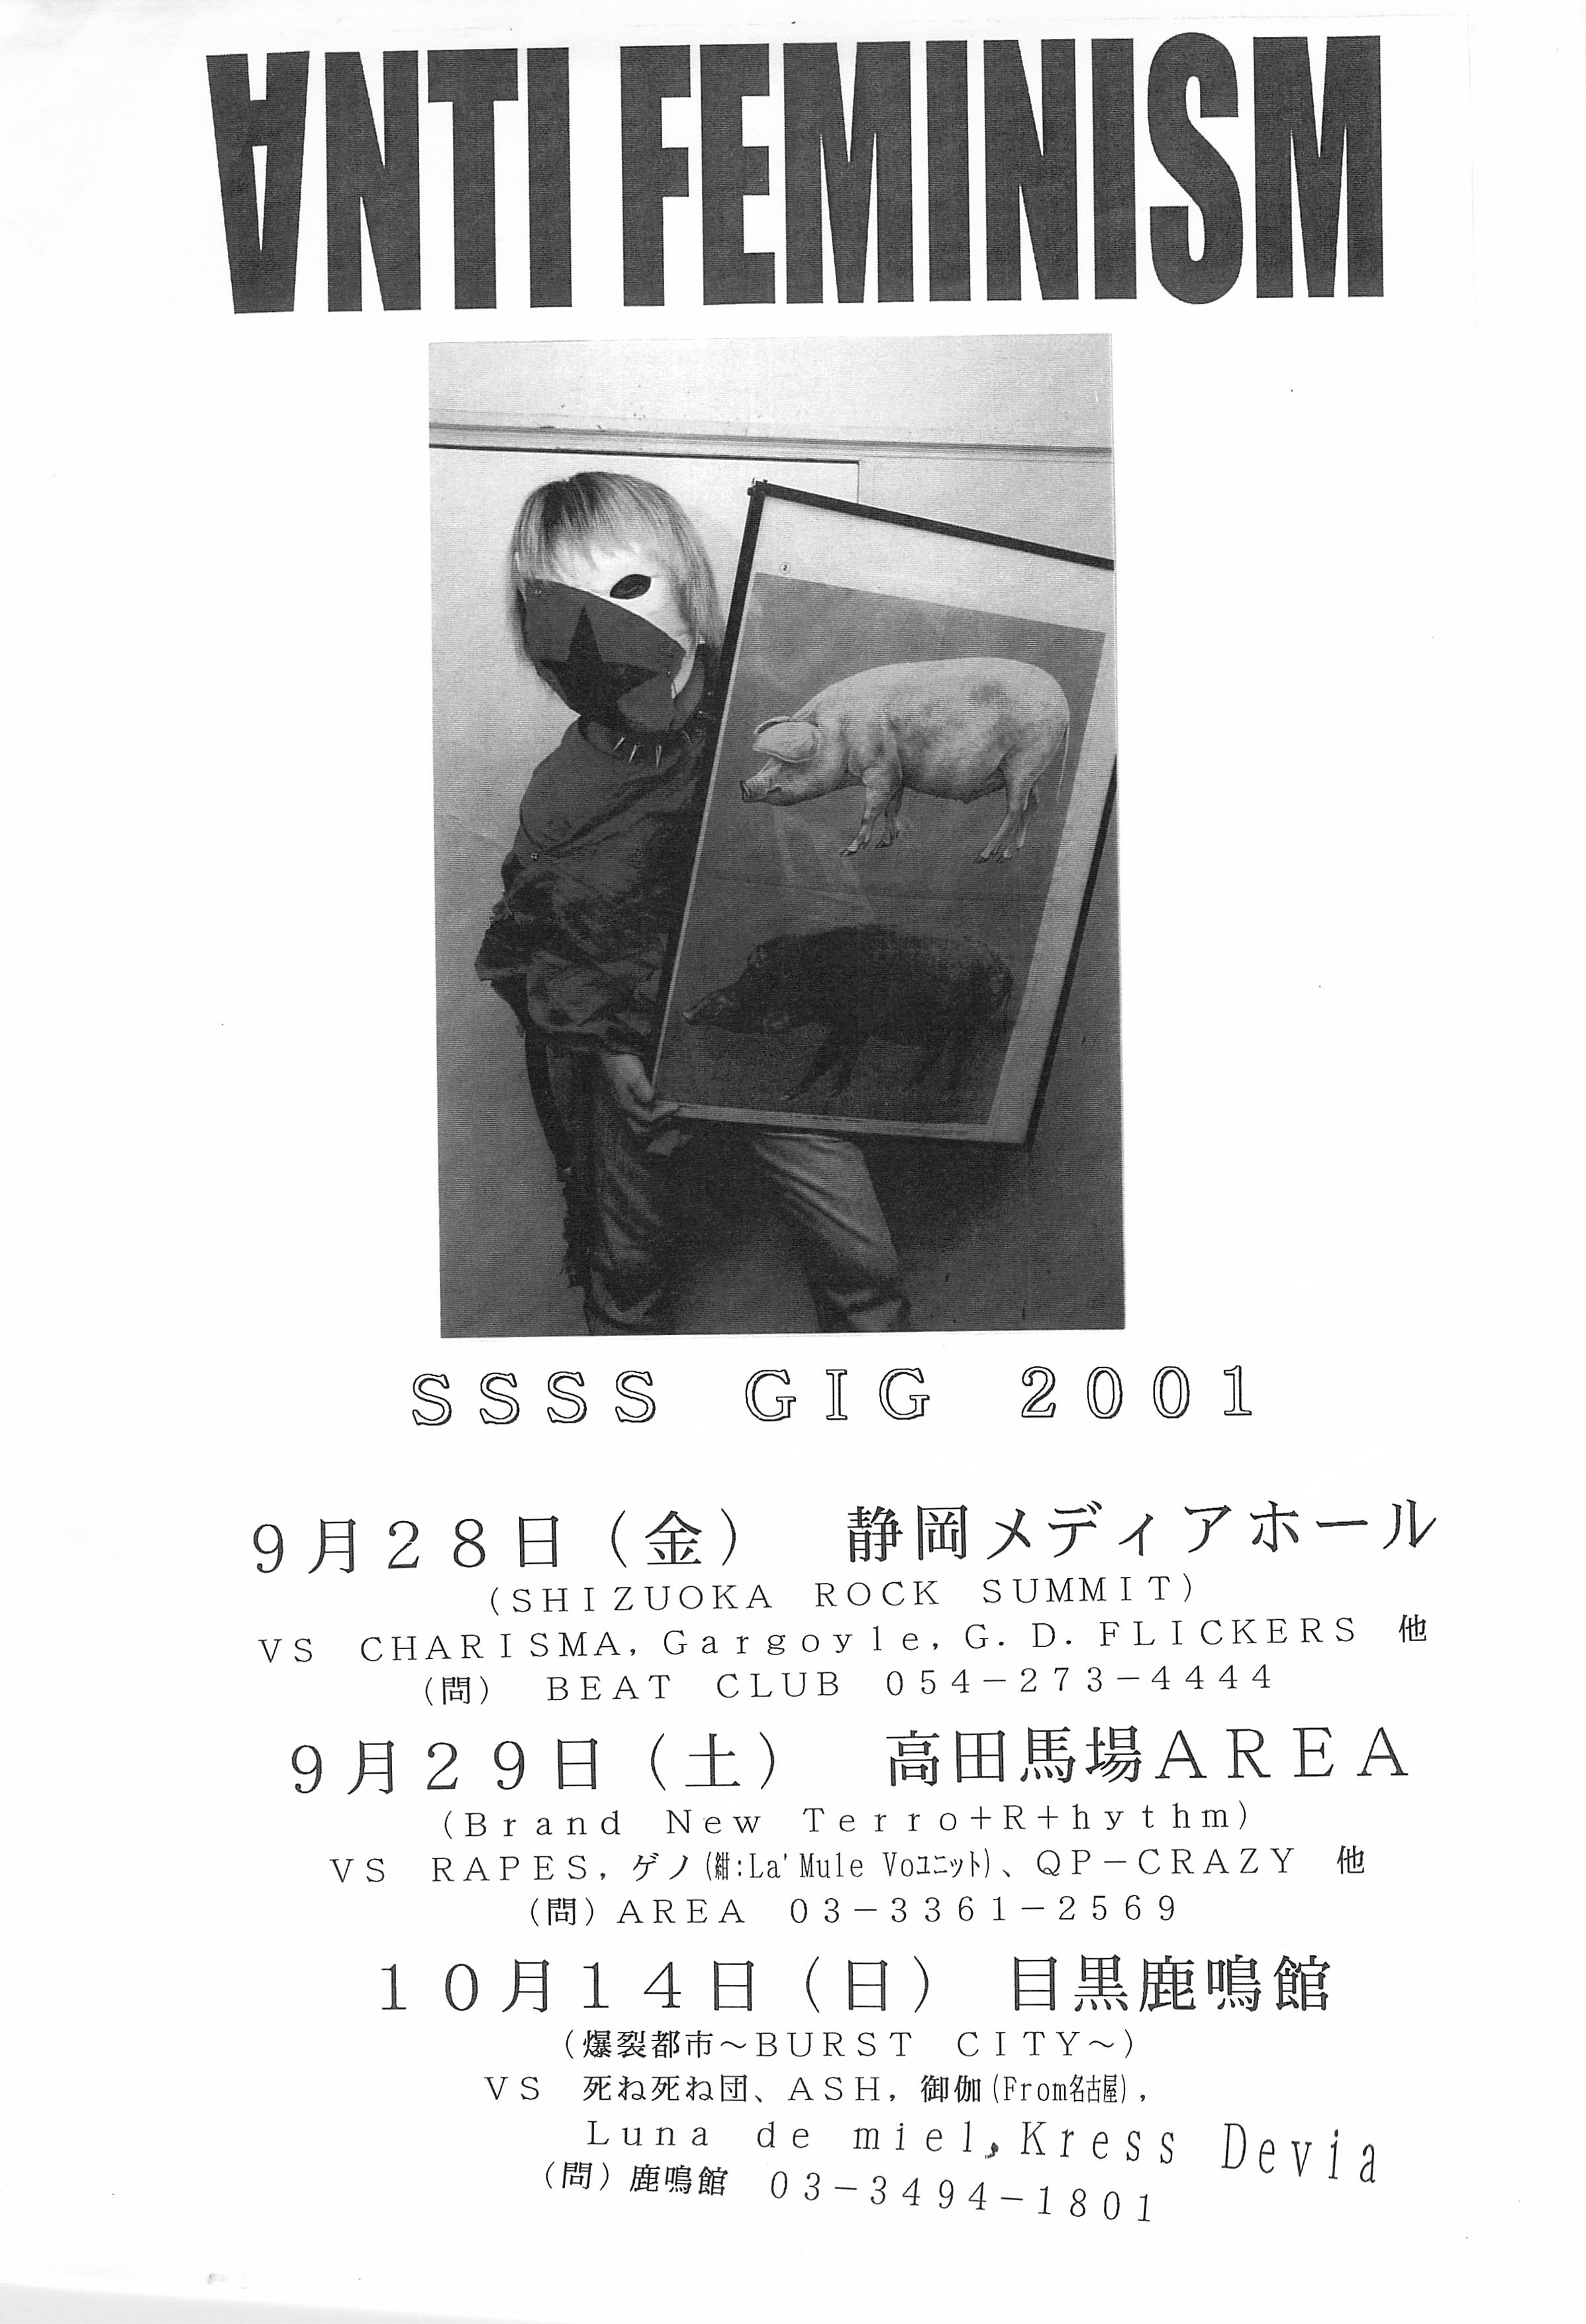 ∀NTI FEMINISM
②
SSSS GIG 2001
9月28日(金) 静岡メディアホール
(SHIZUOKA ROCK SUMMIT)
VS CHARISMA, Gargoyle, G. D. FLICKERS 他
(問) BEAT CLUB 054-273-4444
9月29日(土) 高田馬場AREA
(Brand New Terro+R+hythm)
VS RAPES, ゲノ(紺:La'Mule Voユニット)、QP-CRAZY 他
(問) AREA 03-3361-2569
10月14日(日) 目黒鹿鳴館
(爆裂都市~BURST CITY~)
VS 死ね死ね団、ASH, 御伽(From名古屋),
Luna de miel, Kress Devia
(問) 鹿鳴館 03-3494-1801